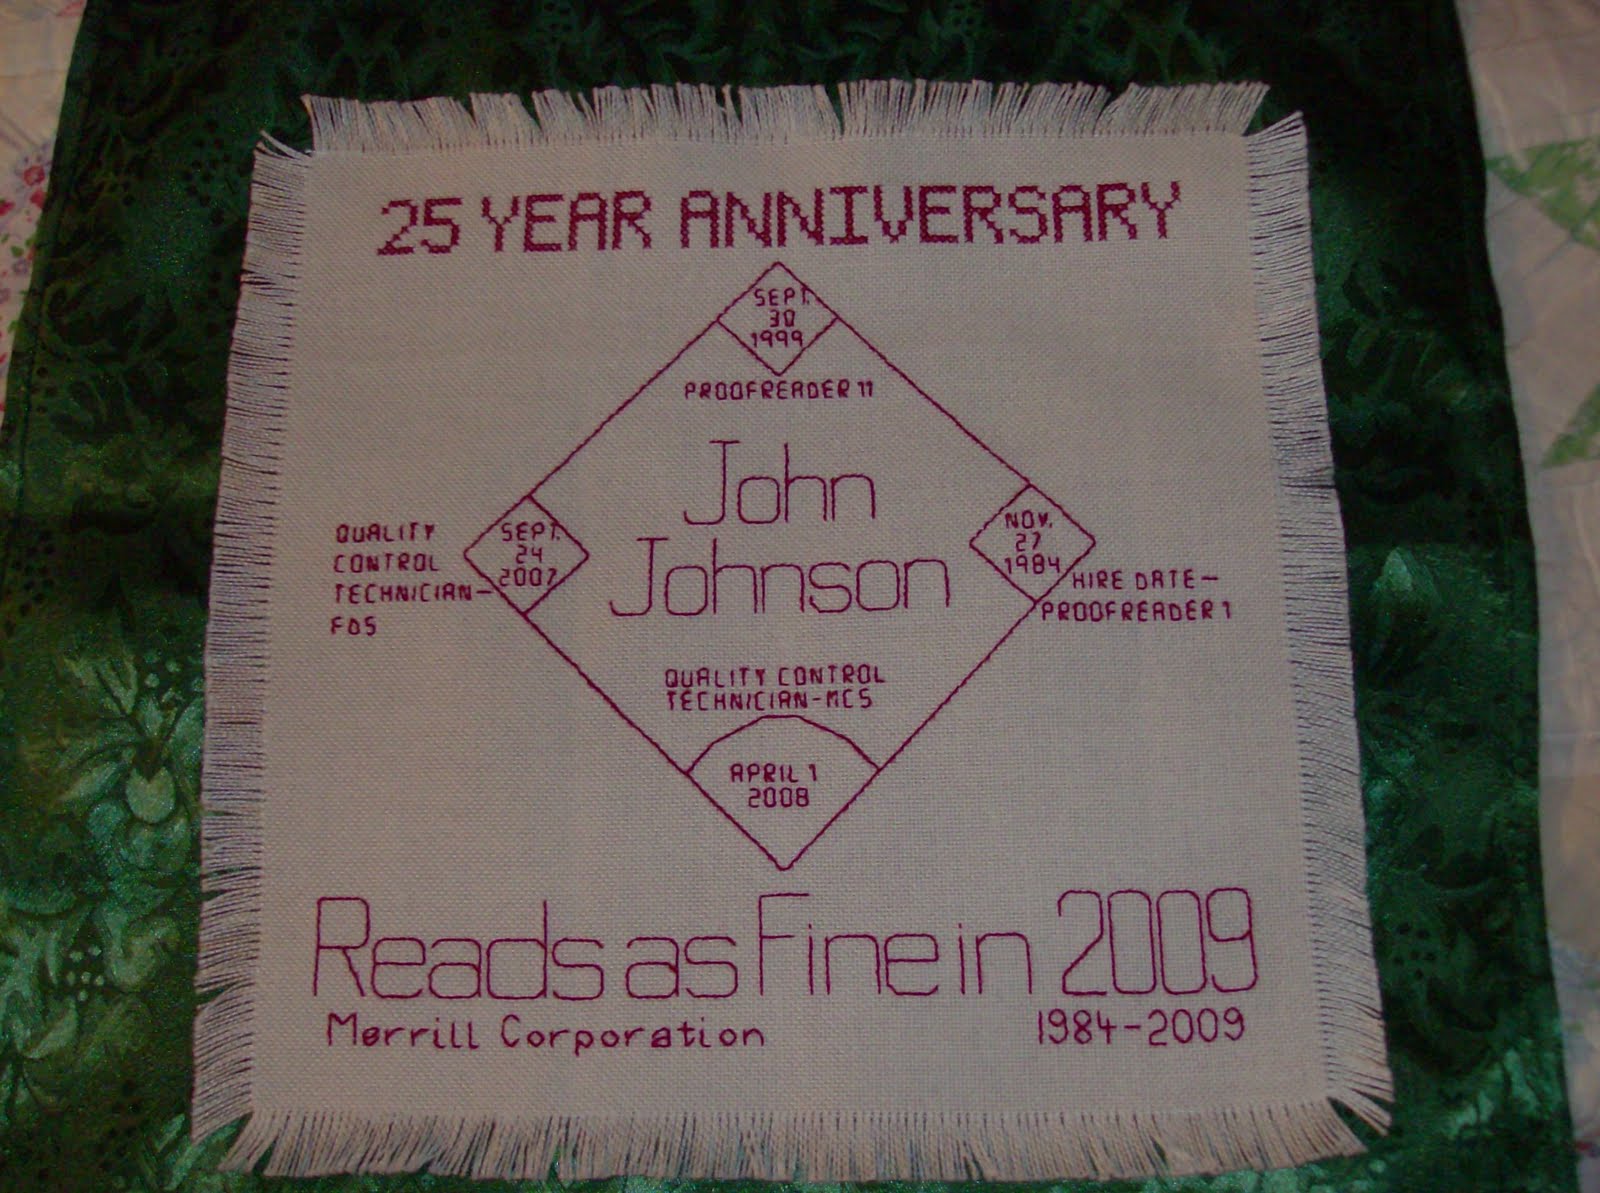 25 YEAR ANNIVERSARY
SEPT.
30
1999
PROOFREADER 11
John
Johnson
QUALITY
CONTROL
TECHNICIAN-
FDS
SEPT.
24
2007
NOV.
27
1984
HIRE DATE-
PROOFREADER 1
QUALITY CONTROL
TECHNICIAN-MCS
APRIL 1
2008
Reads as Fine in 2009
Merrill Corporation 1984-2009